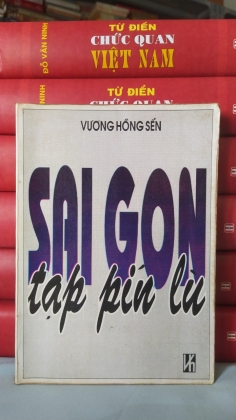 TỪ ĐIỂN
CHỨC QUAN
VIỆT NAM
ĐỖ VĂN NINH
TỪ ĐIỂN
CHỨC QUAN
VƯƠNG HỒNG SỂN
SAI GON
tạp pín lù